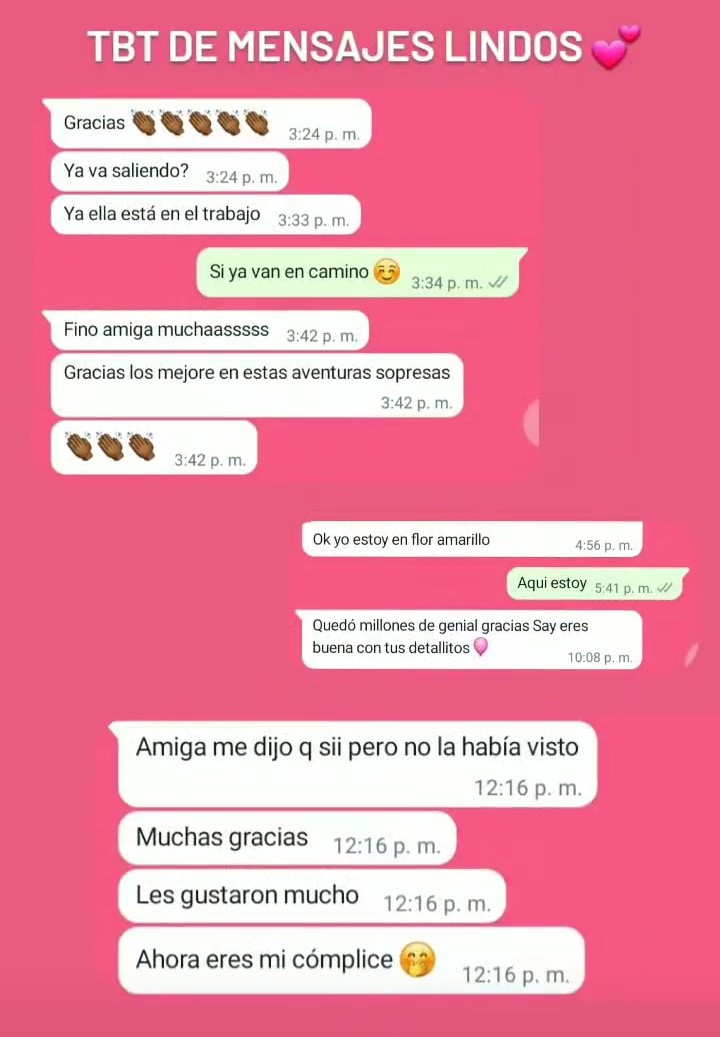 TBT DE MENSAJES LINDOS 💕
Gracias 👏🏾👏🏾👏🏾👏🏾👏🏾 3:24 p. m.
Ya va saliendo? 3:24 p. m.
Ya ella está en el trabajo 3:33 p. m.
Si ya van en camino ☺️ 3:34 p. m.
Fino amiga muchaasssss 3:42 p. m.
Gracias los mejore en estas aventuras sopresas
3:42 p. m.
👏🏾👏🏾👏🏾 3:42 p. m.
Ok yo estoy en flor amarillo 4:56 p. m.
Aqui estoy 5:41 p. m.
Quedó millones de genial gracias Say eres
buena con tus detallitos 🎈 10:08 p. m.
Amiga me dijo q sii pero no la había visto
12:16 p. m.
Muchas gracias 12:16 p. m.
Les gustaron mucho 12:16 p. m.
Ahora eres mi cómplice 🤭 12:16 p. m.